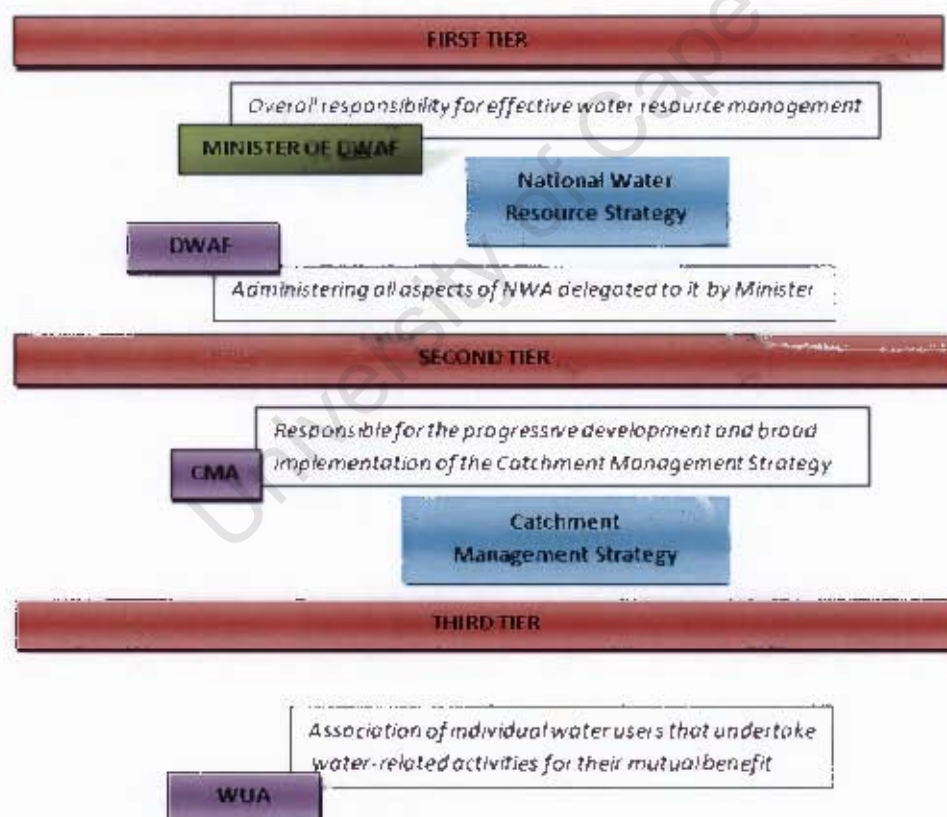 FIRST TIER
Overall responsibility for effective water resource management
MINISTER OF DWAF
National Water
Resource Strategy
DWAF
Administering all aspects of NWA delegated to it by Minister
SECOND TIER
Responsible for the progressive development and broad
implementation of the Catchment Management Strategy
CMA
Catchment
Management Strategy
THIRD TIER
Association of individual water users that undertake
water-related activities for their mutual benefit
WUA
University of Cape